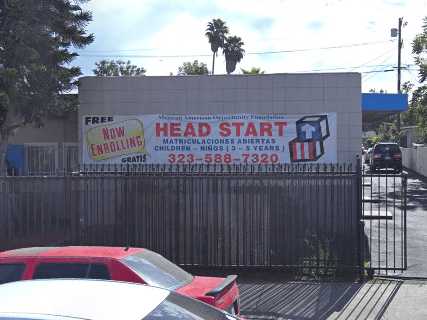 Mexican American Opportunity Foundation
FREE
NOW ENROLLING
GRATIS
HEAD START
MATRICULACIONES ABIERTAS
CHILDREN - NIÑOS (3 - 5 YEARS)
323-588-7320